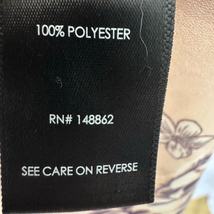 100% POLYESTER
RN# 148862
SEE CARE ON REVERSE